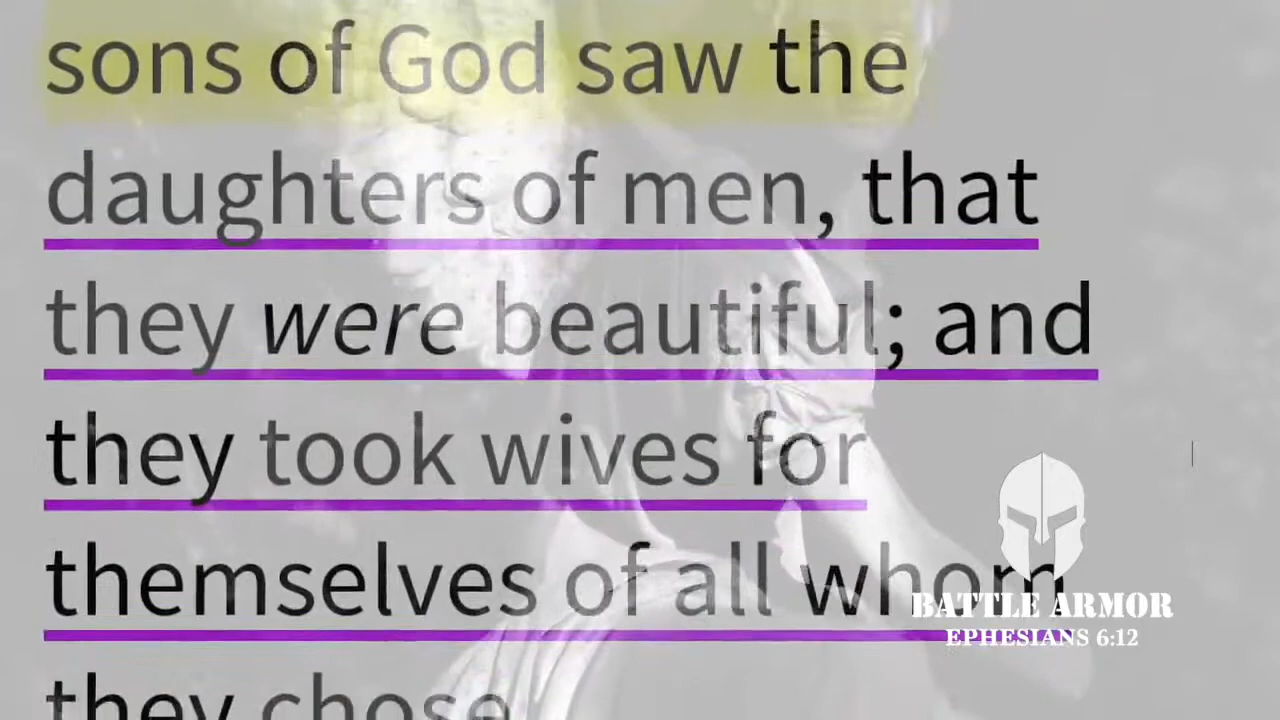 sons of God saw the
daughters of men, that
they were beautiful; and
they took wives for
themselves of all whom
they chose
BATTLE ARMOR
EPHESIANS 6:12